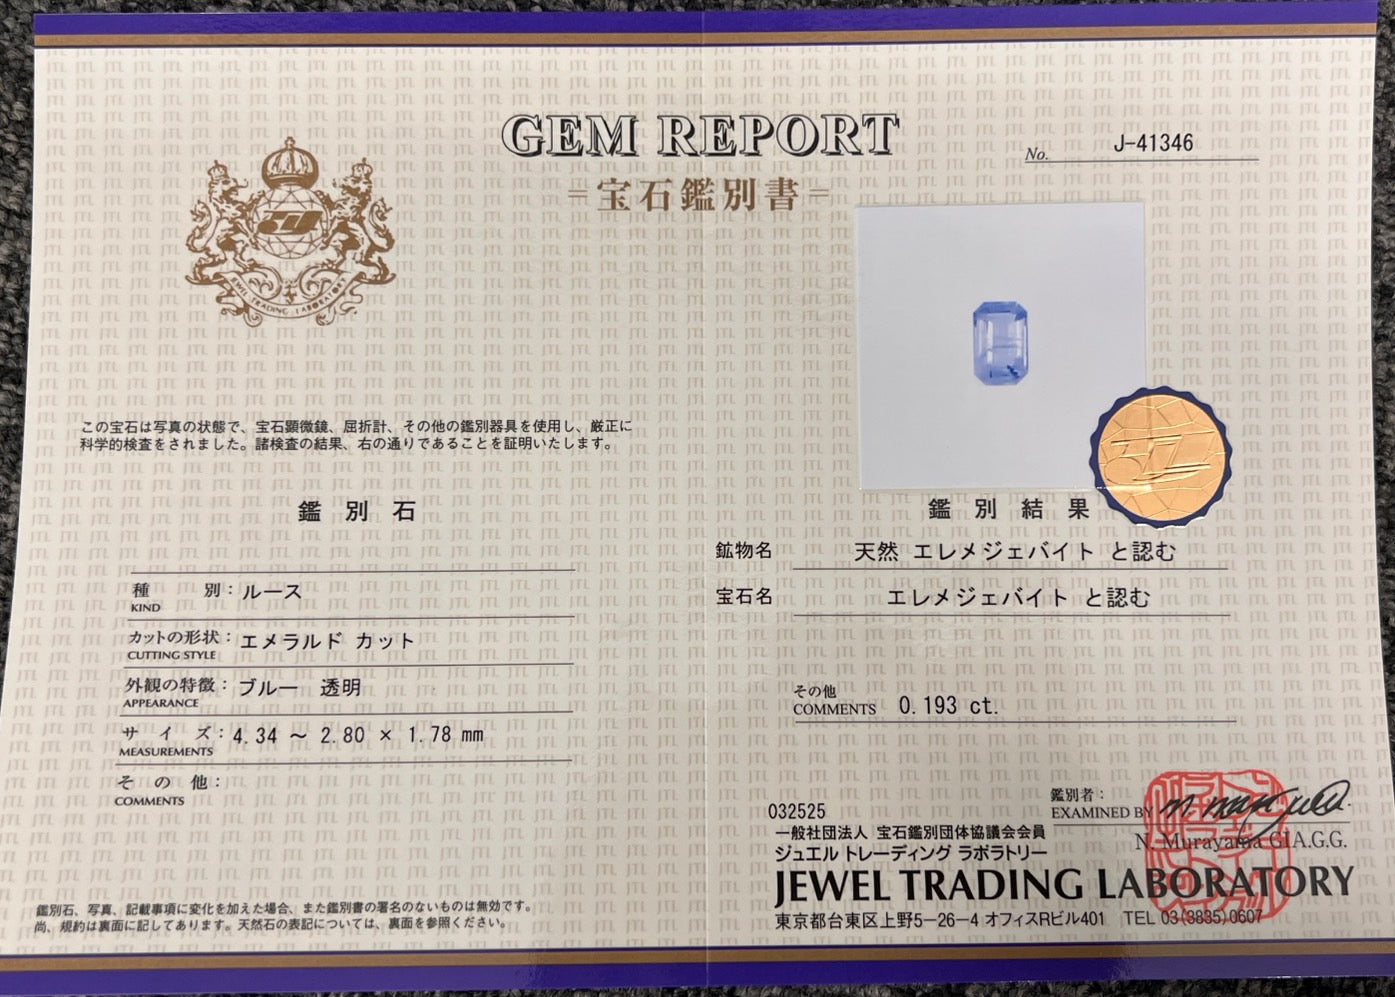 GEM REPORT
=宝石鑑別書=
No. J-41346
JEWEL TRADING LABORATORY
この宝石は写真の状態で、宝石顕微鏡、屈折計、その他の鑑別器具を使用し、厳正に
科学的検査をされました。諸検査の結果、右の通りであることを証明いたします。
鑑別石
種別：ルース
KIND
カットの形状：エメラルド カット
CUTTING STYLE
外観の特徴：ブルー 透明
APPEARANCE
サイズ：4.34 ～ 2.80 × 1.78 mm
MEASUREMENTS
その他：
COMMENTS
鑑別石、写真、記載事項に変化を加えた場合、また鑑別書の署名のないものは無効です。
尚、規約は裏面に記してあります。天然石の表記については、裏面を参照ください。
鑑別結果
鉱物名 天然 エレメジェバイト と認む
宝石名 エレメジェバイト と認む
その他
COMMENTS 0.193 ct.
鑑別者：
EXAMINED BY
N. Murayama GIA.G.G.
032525
一般社団法人 宝石鑑別団体協議会会員
ジュエル トレーディング ラボラトリー
JEWEL TRADING LABORATORY
東京都台東区上野5-26-4 オフィスRビル401 TEL 03(3835)0607